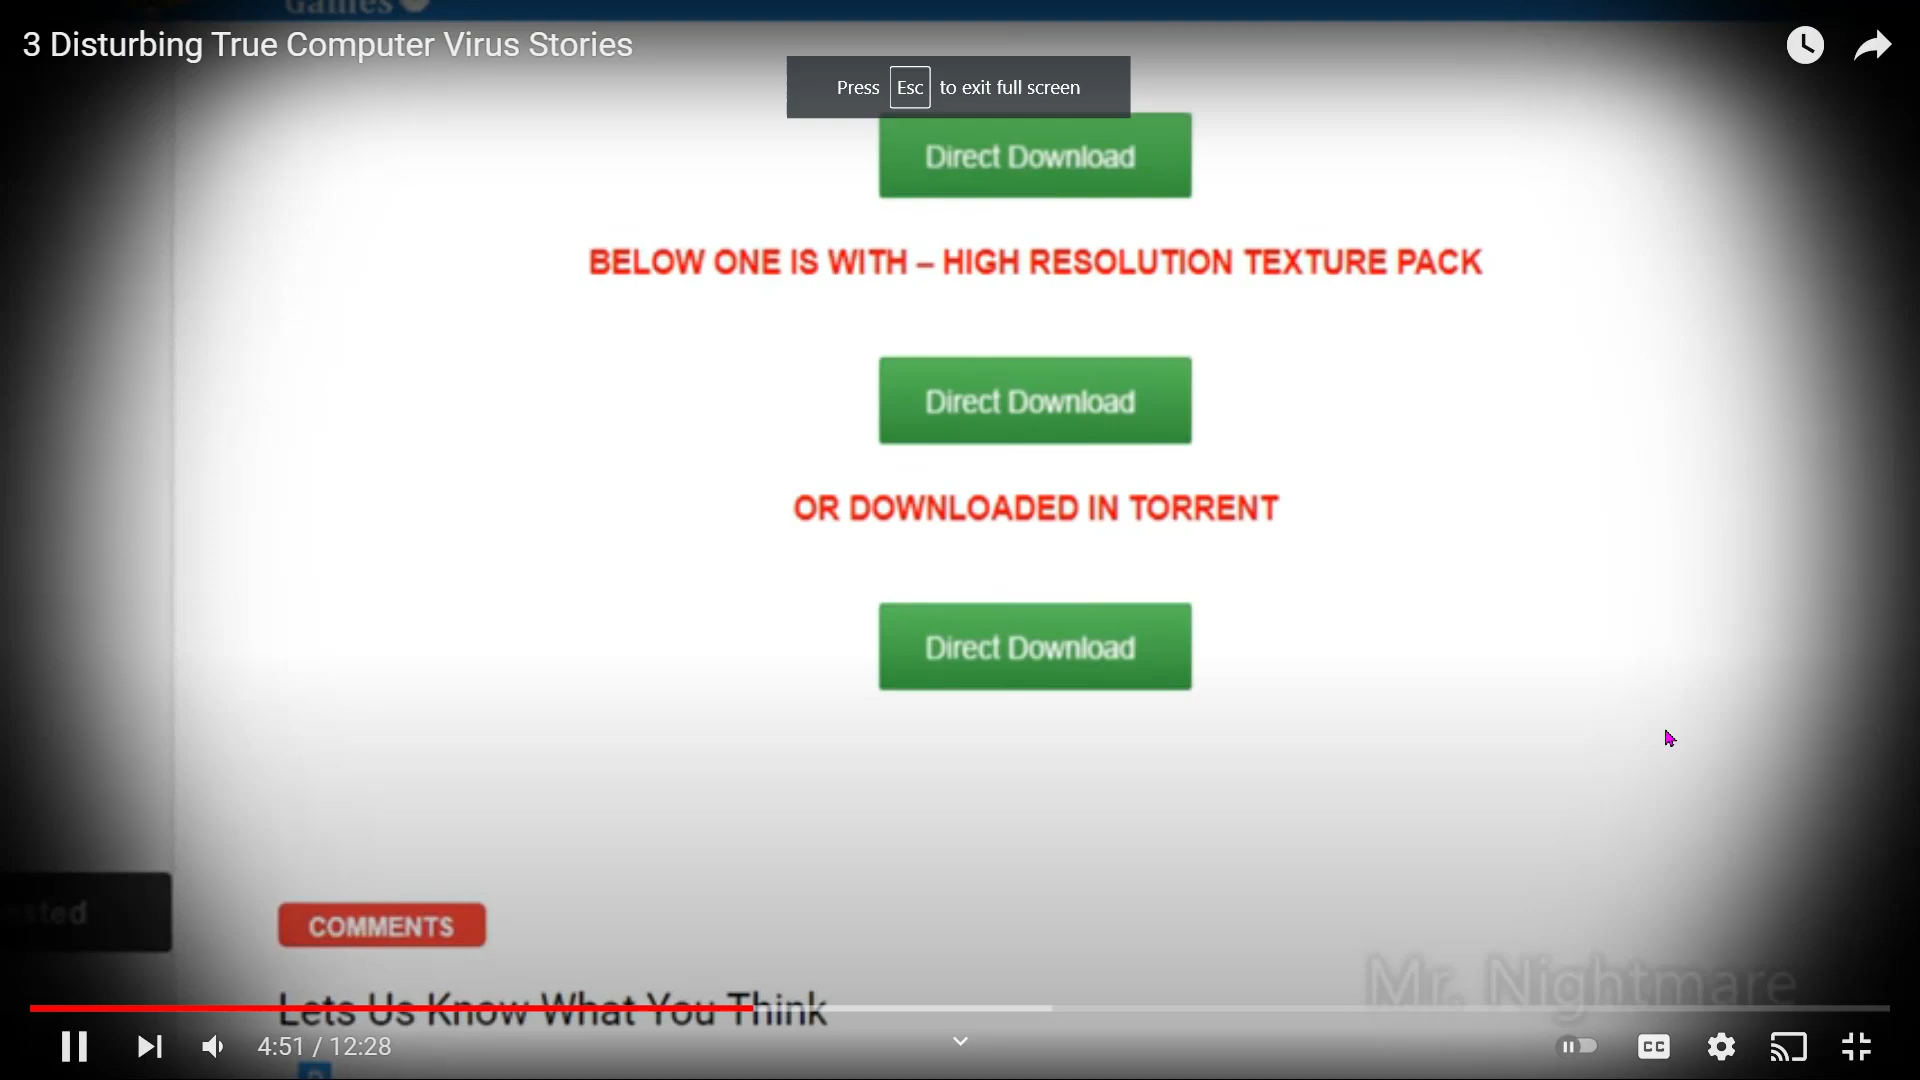 Games
3 Disturbing True Computer Virus Stories
Press Esc to exit full screen
Direct Download
BELOW ONE IS WITH – HIGH RESOLUTION TEXTURE PACK
Direct Download
OR DOWNLOADED IN TORRENT
Direct Download
COMMENTS
Lets Us Know What You Think
Mr. Nightmare
4:51 / 12:28
CC